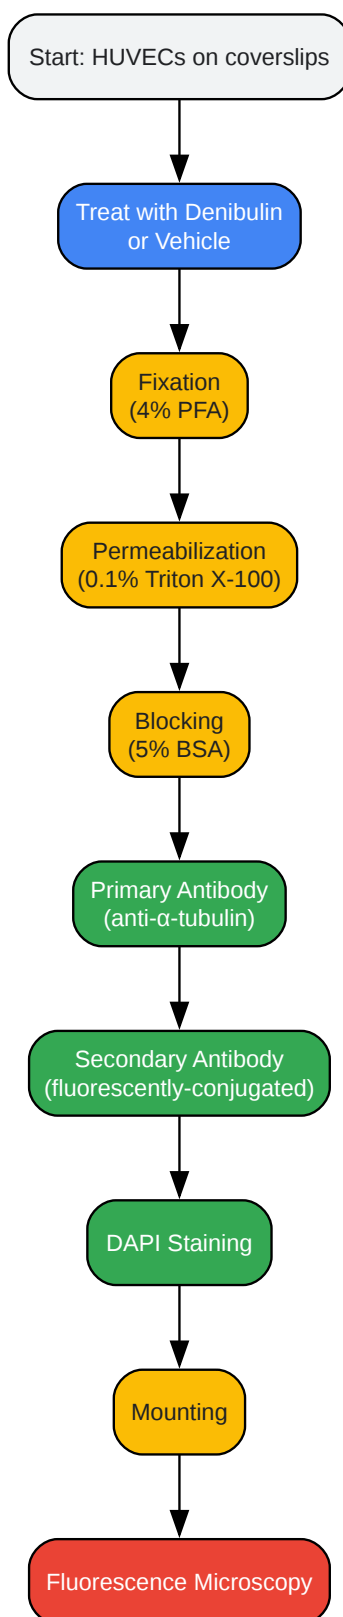 Start: HUVECs on coverslips
Treat with Denibulin
or Vehicle
Fixation
(4% PFA)
Permeabilization
(0.1% Triton X-100)
Blocking
(5% BSA)
Primary Antibody
(anti-α-tubulin)
Secondary Antibody
(fluorescently-conjugated)
DAPI Staining
Mounting
Fluorescence Microscopy